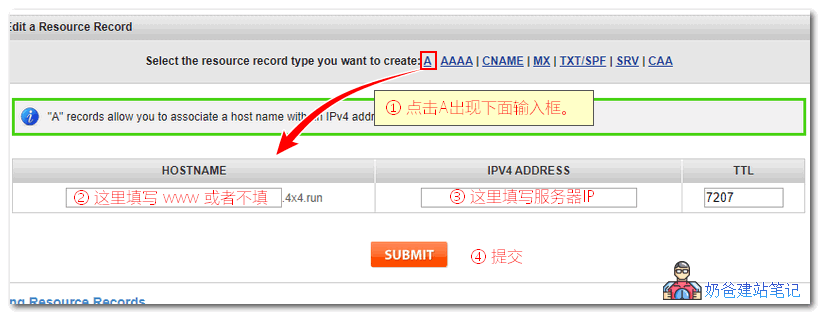 Edit a Resource Record
Select the resource record type you want to create: A AAAA | CNAME | MX | TXT/SPF | SRV | CAA
① 点击A出现下面输入框。
"A" records allow you to associate a host name with an IPv4
HOSTNAME IPV4 ADDRESS TTL
② 这里填写 www 或者不填 .4x4.run ③ 这里填写服务器IP 7207
SUBMIT ④ 提交
Resource Records
奶爸建站笔记